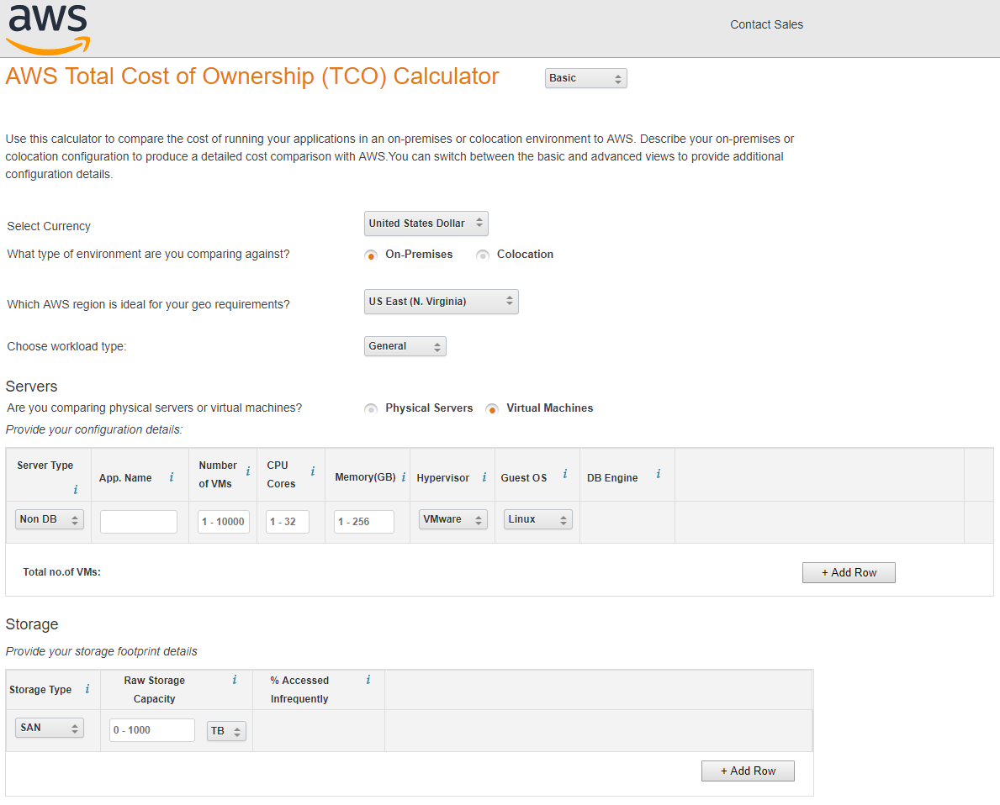 aws
Contact Sales
AWS Total Cost of Ownership (TCO) Calculator
Basic
Use this calculator to compare the cost of running your applications in an on-premises or colocation environment to AWS. Describe your on-premises or
colocation configuration to produce a detailed cost comparison with AWS.You can switch between the basic and advanced views to provide additional
configuration details.
Select Currency
United States Dollar
What type of environment are you comparing against?
On-Premises
Colocation
Which AWS region is ideal for your geo requirements?
US East (N. Virginia)
Choose workload type:
General
Servers
Are you comparing physical servers or virtual machines?
Physical Servers
Virtual Machines
Provide your configuration details:
Server Type i
App. Name i
Number
of VMs i
CPU
Cores i
Memory(GB) i
Hypervisor i
Guest OS i
DB Engine i
Non DB
1 - 10000
1 - 32
1 - 256
VMware
Linux
Total no.of VMs:
+ Add Row
Storage
Provide your storage footprint details
Storage Type i
Raw Storage i
Capacity
% Accessed i
Infrequently
SAN
0 - 1000
TB
+ Add Row